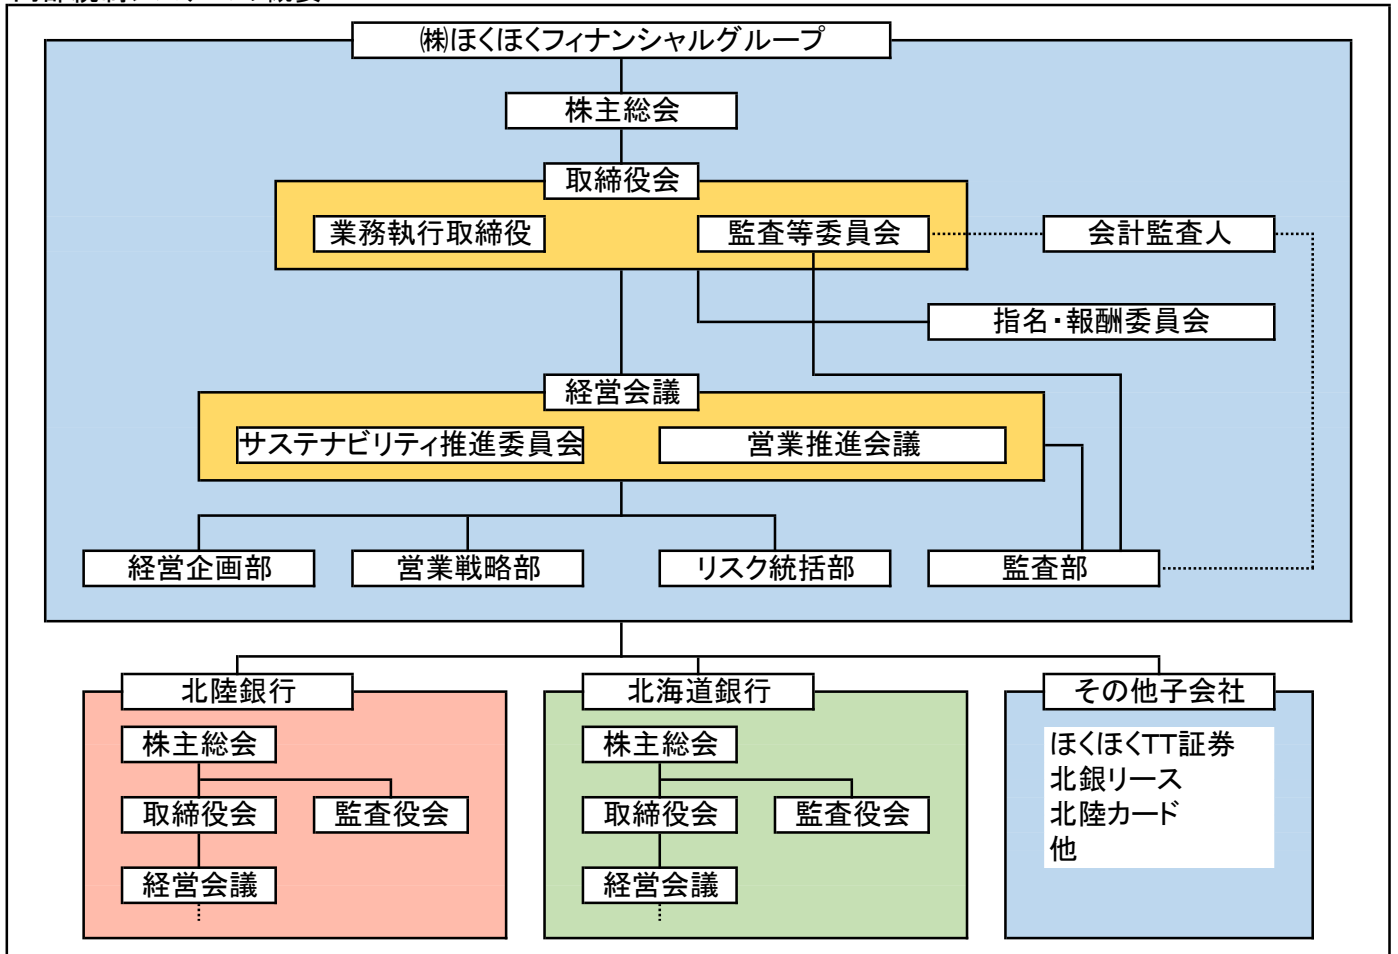 ㈱ほくほくフィナンシャルグループ
株主総会
取締役会
業務執行取締役
監査等委員会
会計監査人
指名・報酬委員会
経営会議
サステナビリティ推進委員会
営業推進会議
経営企画部
営業戦略部
リスク統括部
監査部
北陸銀行
北海道銀行
その他子会社
株主総会
取締役会
監査役会
経営会議
株主総会
取締役会
監査役会
経営会議
ほくほくTT証券
北銀リース
北陸カード
他